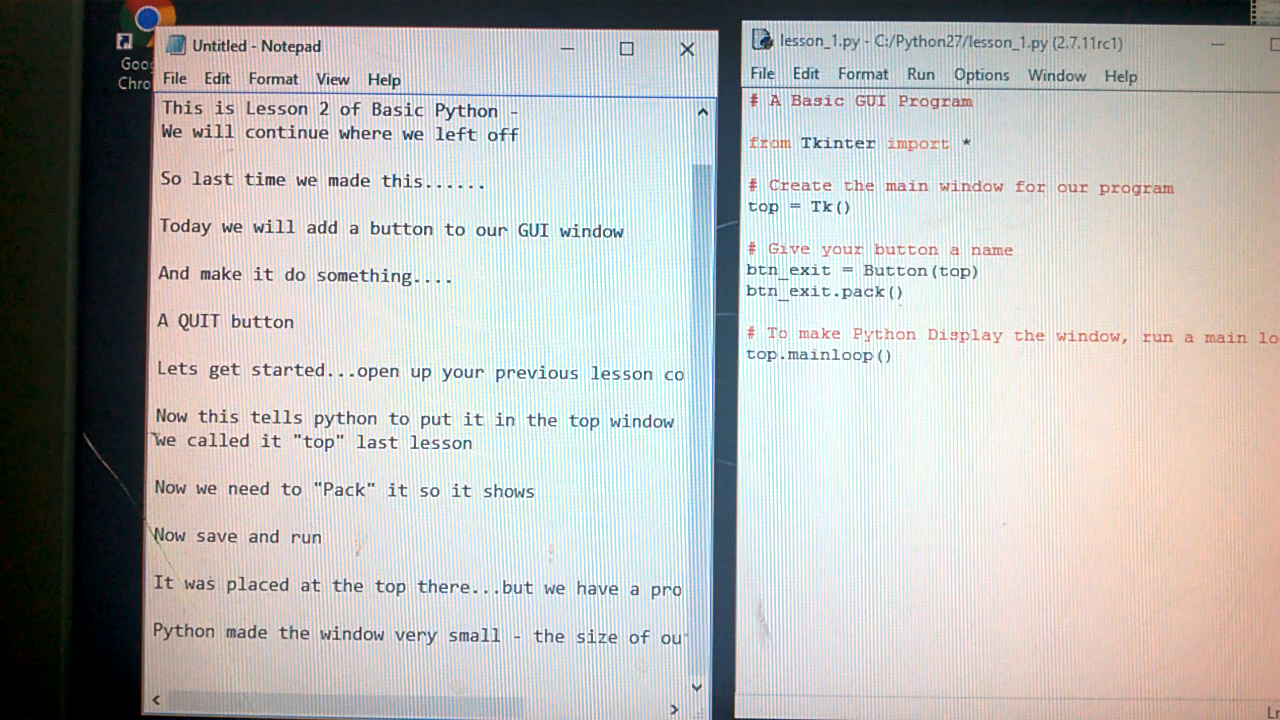 Goo
Chro
Untitled - Notepad
File Edit Format View Help
This is Lesson 2 of Basic Python -
We will continue where we left off
So last time we made this......
Today we will add a button to our GUI window
And make it do something....
A QUIT button
Lets get started...open up your previous lesson co
Now this tells python to put it in the top window
we called it "top" last lesson
Now we need to "Pack" it so it shows
Now save and run
It was placed at the top there...but we have a pro
Python made the window very small - the size of ou
lesson_1.py - C:/Python27/lesson_1.py (2.7.11rc1)
File Edit Format Run Options Window Help
# A Basic GUI Program
from Tkinter import *
# Create the main window for our program
top = Tk()
# Give your button a name
btn_exit = Button(top)
btn_exit.pack()
# To make Python Display the window, run a main lo
top.mainloop()
Ln